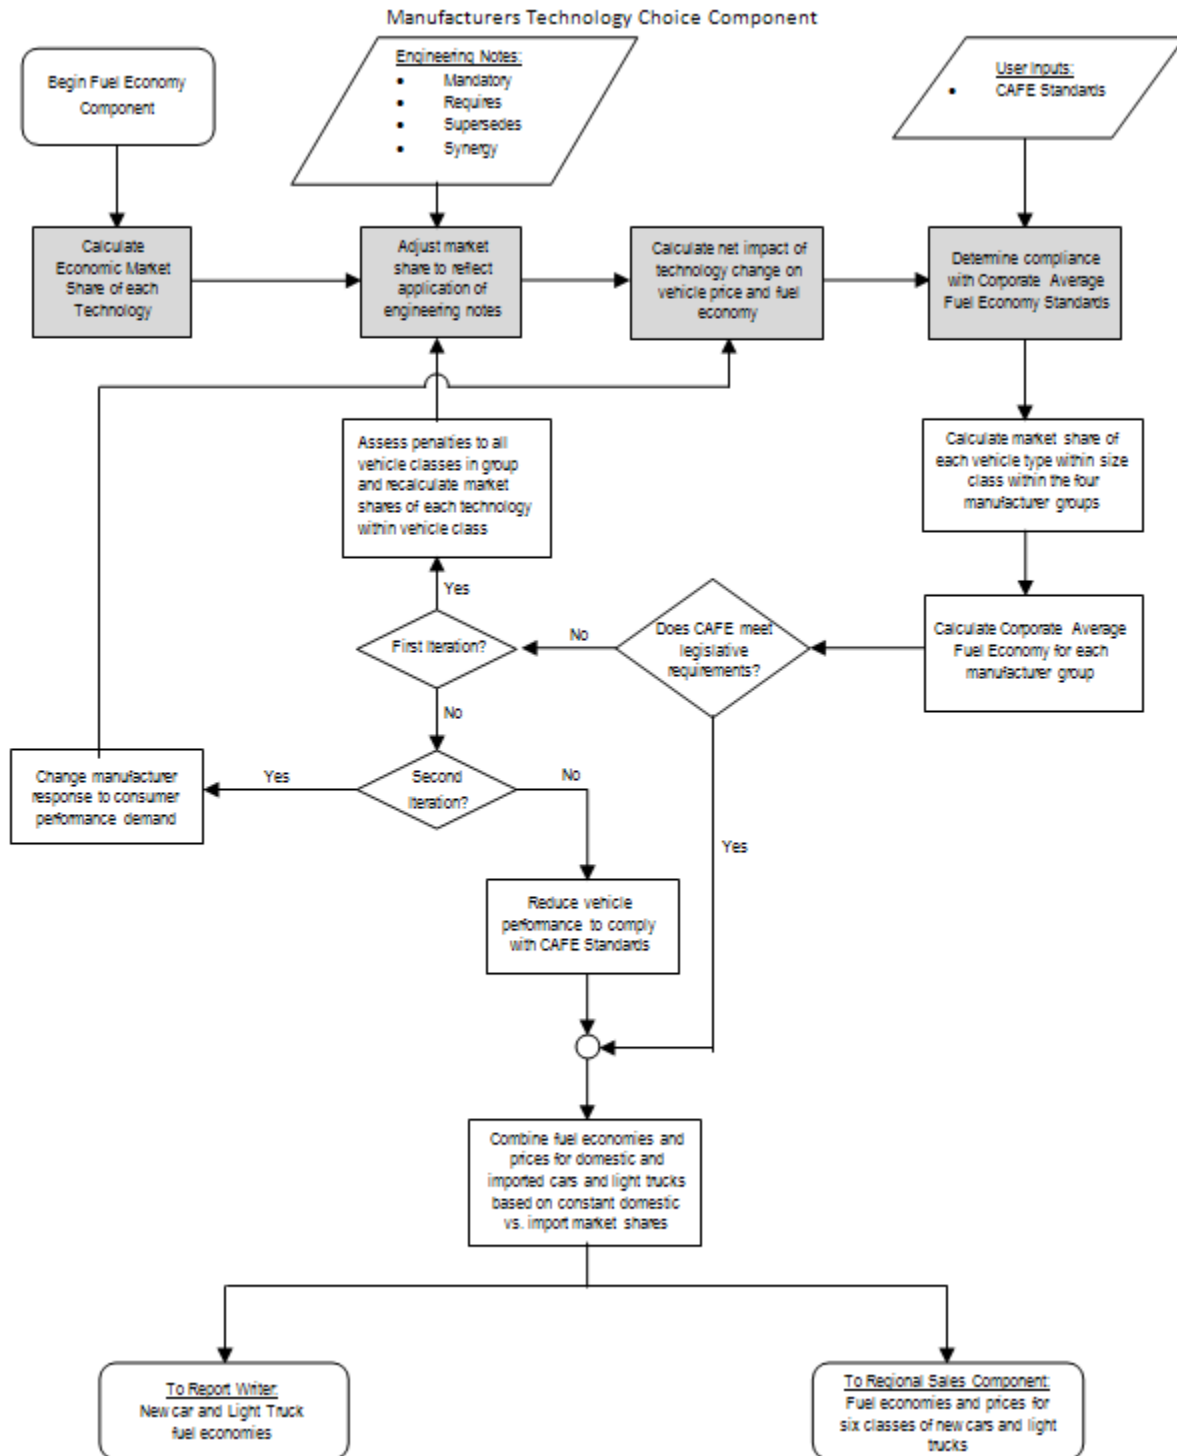 Manufacturers Technology Choice Component
Begin Fuel Economy
Component
Engineering Notes:
• Mandatory
• Requires
• Supersedes
• Synergy
User Inputs:
• CAFE Standards
Calculate
Economic Market
Share of each
Technology
Adjust market
share to reflect
application of
engineering notes
Calculate net impact of
technology change on
vehicle price and fuel
economy
Determine compliance
with Corporate Average
Fuel Economy Standards
Assess penalties to all
vehicle classes in group
and recalculate market
shares of each technology
within vehicle class
Calculate market share of
each vehicle type within size
class within the four
manufacturer groups
Yes
First Iteration?
No
Does CAFE meet
legislative
requirements?
Calculate Corporate Average
Fuel Economy for each
manufacturer group
No
Change manufacturer
response to consumer
performance demand
Yes
Second
Iteration?
No
Yes
Reduce vehicle
performance to comply
with CAFE Standards
Combine fuel economies and
prices for domestic and
imported cars and light trucks
based on constant domestic
vs. import market shares
To Report Writer:
New car and Light Truck
fuel economies
To Regional Sales Component:
Fuel economies and prices for
six classes of new cars and light
trucks